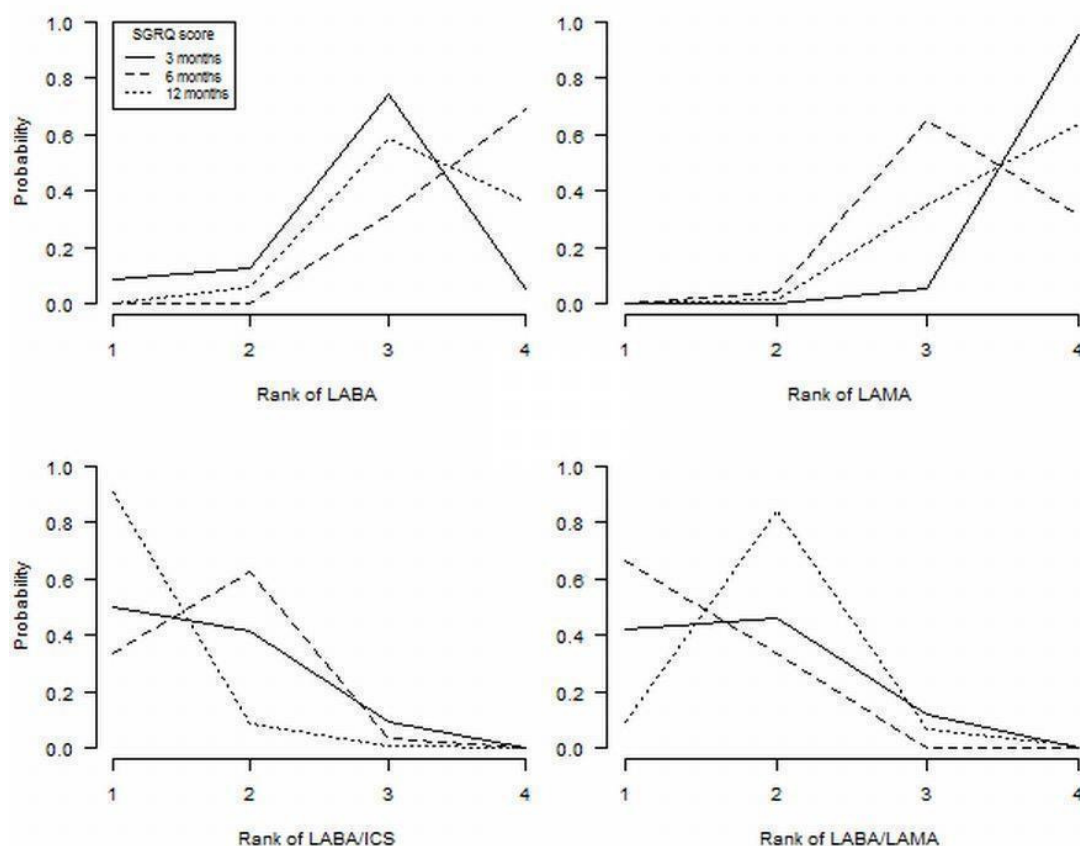 1.0
0.8
0.6
0.4
0.2
0.0
Probability
SGRQ score
3 months
6 months
12 months
1 2 3 4
Rank of LABA
1.0
0.8
0.6
0.4
0.2
0.0
1 2 3 4
Rank of LAMA
1.0
0.8
0.6
0.4
0.2
0.0
Probability
1 2 3 4
Rank of LABA/ICS
1.0
0.8
0.6
0.4
0.2
0.0
1 2 3 4
Rank of LABA/LAMA